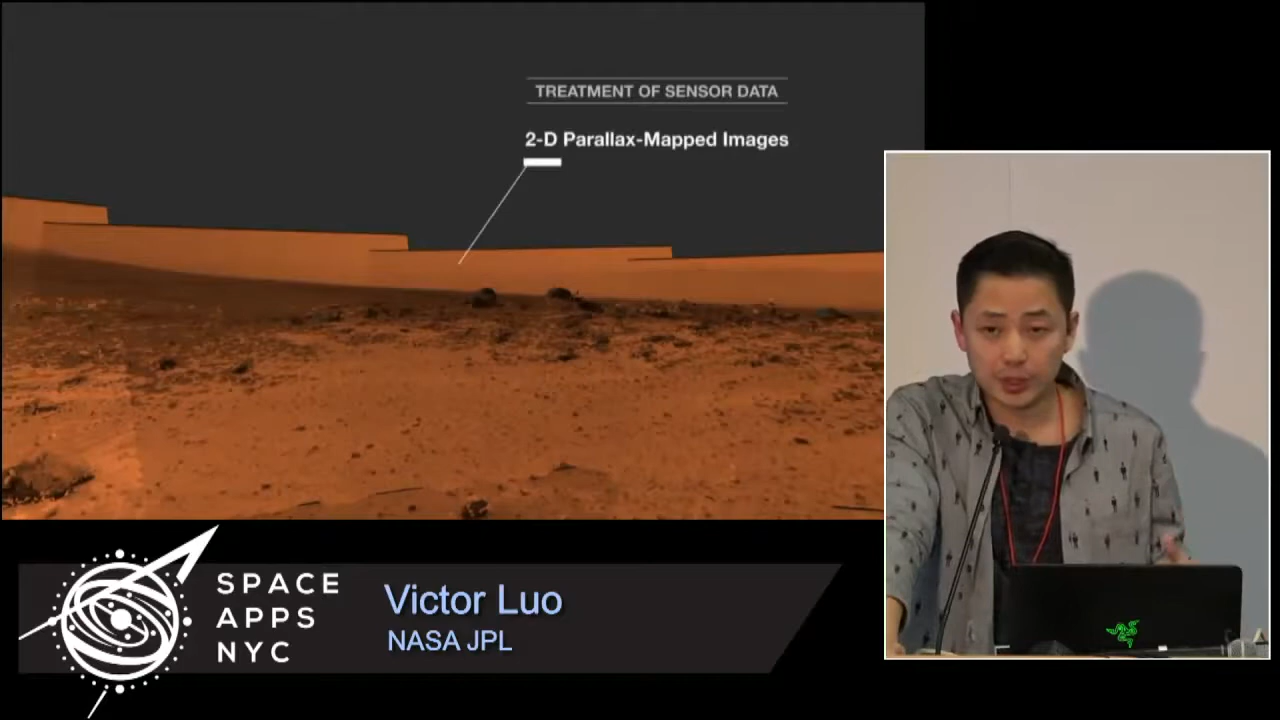 TREATMENT OF SENSOR DATA
2-D Parallax-Mapped Images
SPACE
APPS
NYC
Victor Luo
NASA JPL